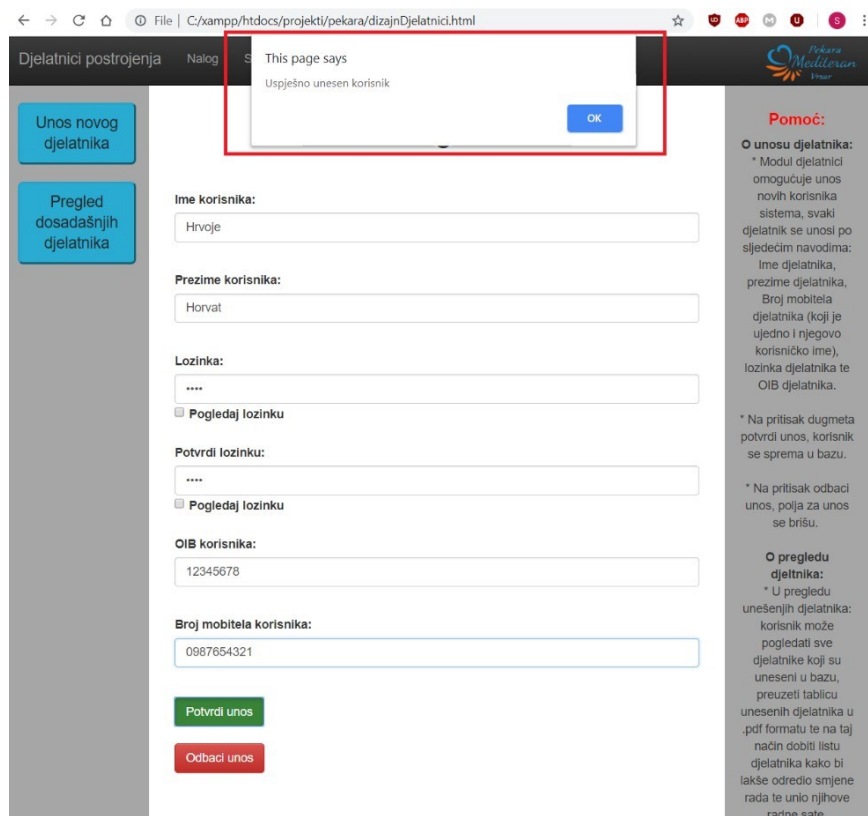 File | C:/xampp/htdocs/projekti/pekara/dizajnDjelatnici.html
Djelatnici postrojenja Nalog S
This page says
Uspješno unesen korisnik
OK
Pekara
Mediteran
Vrsar
Unos novog
djelatnika
Pregled
dosadašnjih
djelatnika
Ime korisnika:
Hrvoje
Prezime korisnika:
Horvat
Lozinka:
••••
Pogledaj lozinku
Potvrdi lozinku:
••••
Pogledaj lozinku
OIB korisnika:
12345678
Broj mobitela korisnika:
0987654321
Potvrdi unos
Odbaci unos
Pomoć:
O unosu djelatnika:
* Modul djelatnici
omogućuje unos
novih korisnika
sistema, svaki
djelatnik se unosi po
sljedećim navodima:
Ime djelatnika,
prezime djelatnika,
Broj mobitela
djelatnika (koji je
ujedno i njegovo
korisničko ime),
lozinka djelatnika te
OIB djelatnika.
* Na pritisak dugmeta
potvrdi unos, korisnik
se sprema u bazu.
* Na pritisak odbaci
unos, polja za unos
se brišu.
O pregledu
djeltnika:
* U pregledu
unešenjih djelatnika:
korisnik može
pogledati sve
djelatnike koji su
uneseni u bazu,
preuzeti tablicu
unesenih djelatnika u
.pdf formatu te na taj
način dobiti listu
djelatnika kako bi
lakše odredio smjene
rada te unio njihove
radne sate